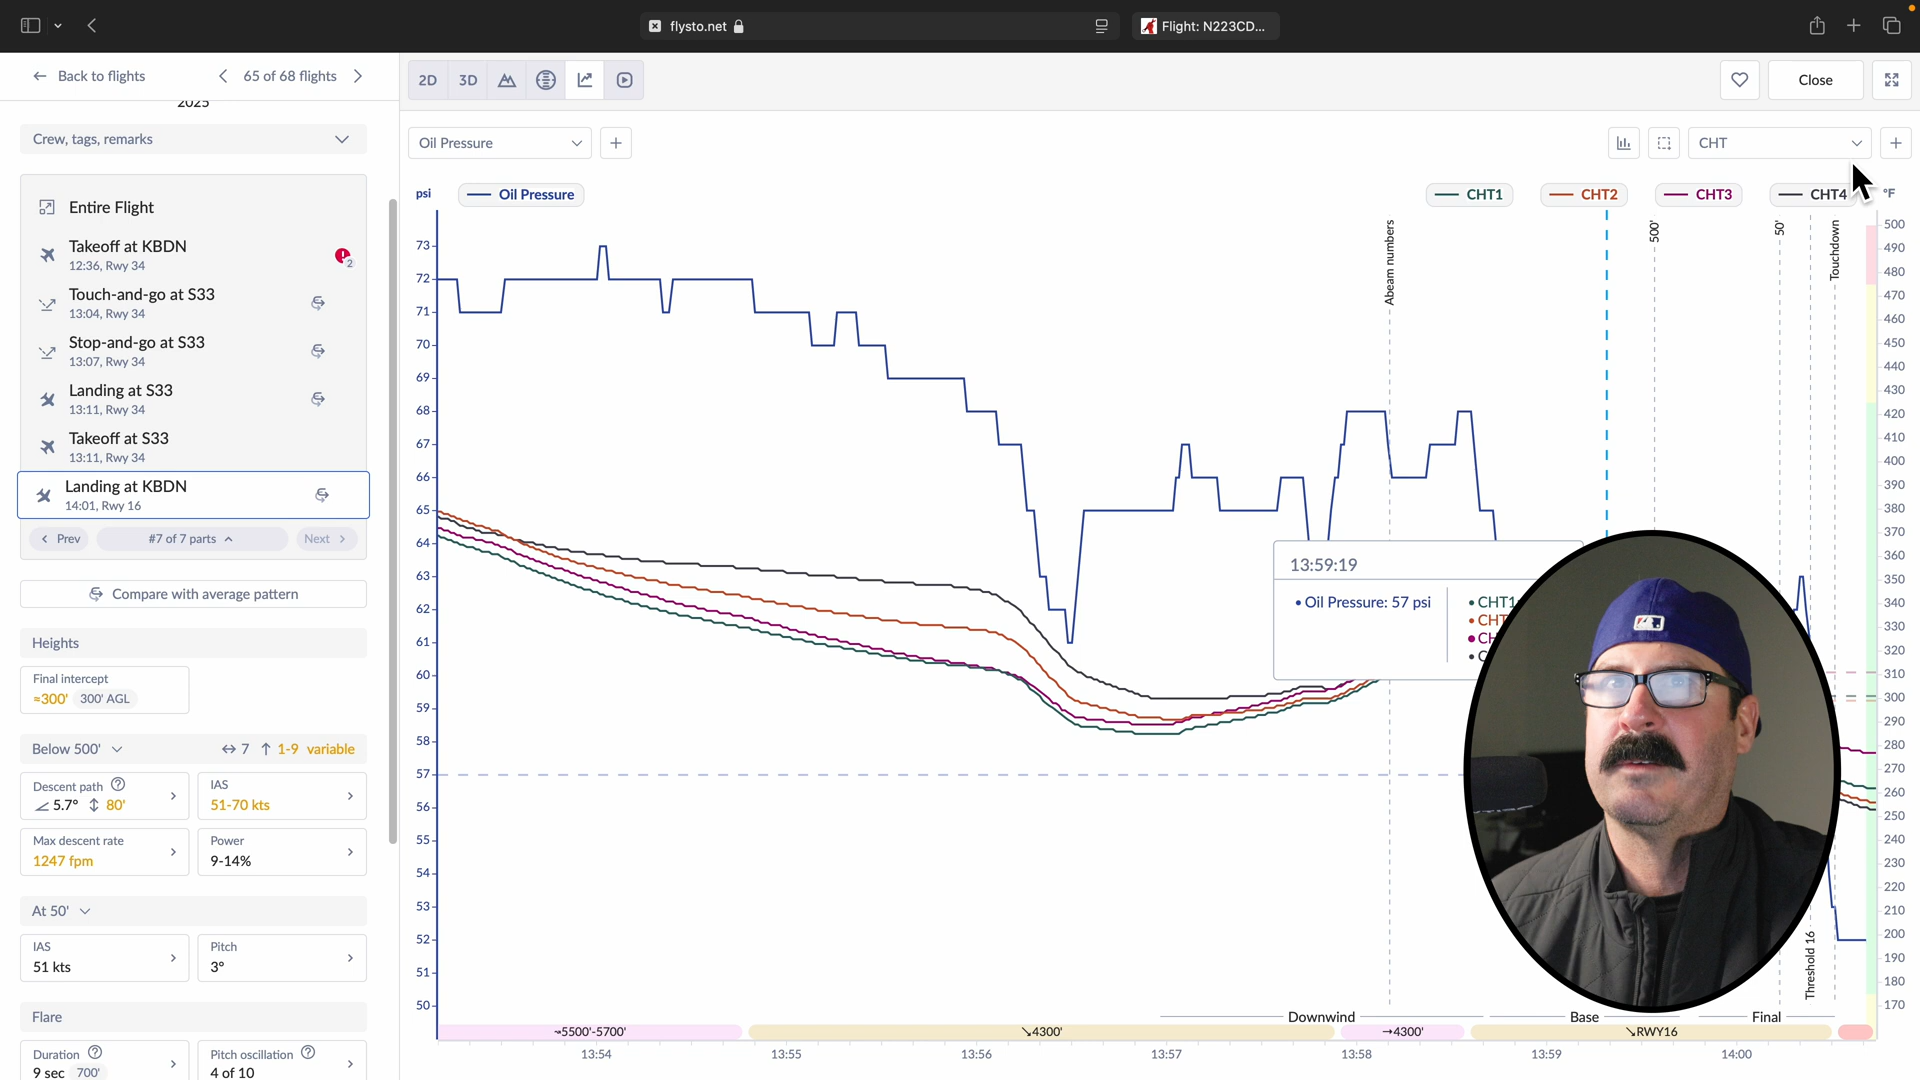 flysto.net
Flight: N223CD...
Back to flights
65 of 68 flights
2D
3D
Close
2025
Crew, tags, remarks
Entire Flight
Takeoff at KBDN
12:36, Rwy 34
2
Touch-and-go at S33
13:04, Rwy 34
Stop-and-go at S33
13:07, Rwy 34
Landing at S33
13:11, Rwy 34
Takeoff at S33
13:11, Rwy 34
Landing at KBDN
14:01, Rwy 16
Prev
#7 of 7 parts
Next
Compare with average pattern
Heights
Final intercept
≈300' 300' AGL
Below 500'
↔ 7 ↑ 1-9 variable
Descent path
5.7° ↕ 80'
IAS
51-70 kts
Max descent rate
1247 fpm
Power
9-14%
At 50'
IAS
51 kts
Pitch
3°
Flare
Duration
9 sec 700'
Pitch oscillation
4 of 10
Oil Pressure
CHT
psi
Oil Pressure
CHT1
CHT2
CHT3
CHT4
°F
73
72
71
70
69
68
67
66
65
64
63
62
61
60
59
58
57
56
55
54
53
52
51
50
Abeam numbers
500'
50'
Touchdown
Threshold 16
13:59:19
• Oil Pressure: 57 psi
• CHT1
• CHT
• CH
• C
500
490
480
470
460
450
440
430
420
410
400
390
380
370
360
350
340
330
320
310
300
290
280
270
260
250
240
230
220
210
200
190
180
170
Downwind
Base
Final
5500'-5700'
↘4300'
→4300'
↘RWY16
13:54
13:55
13:56
13:57
13:58
13:59
14:00